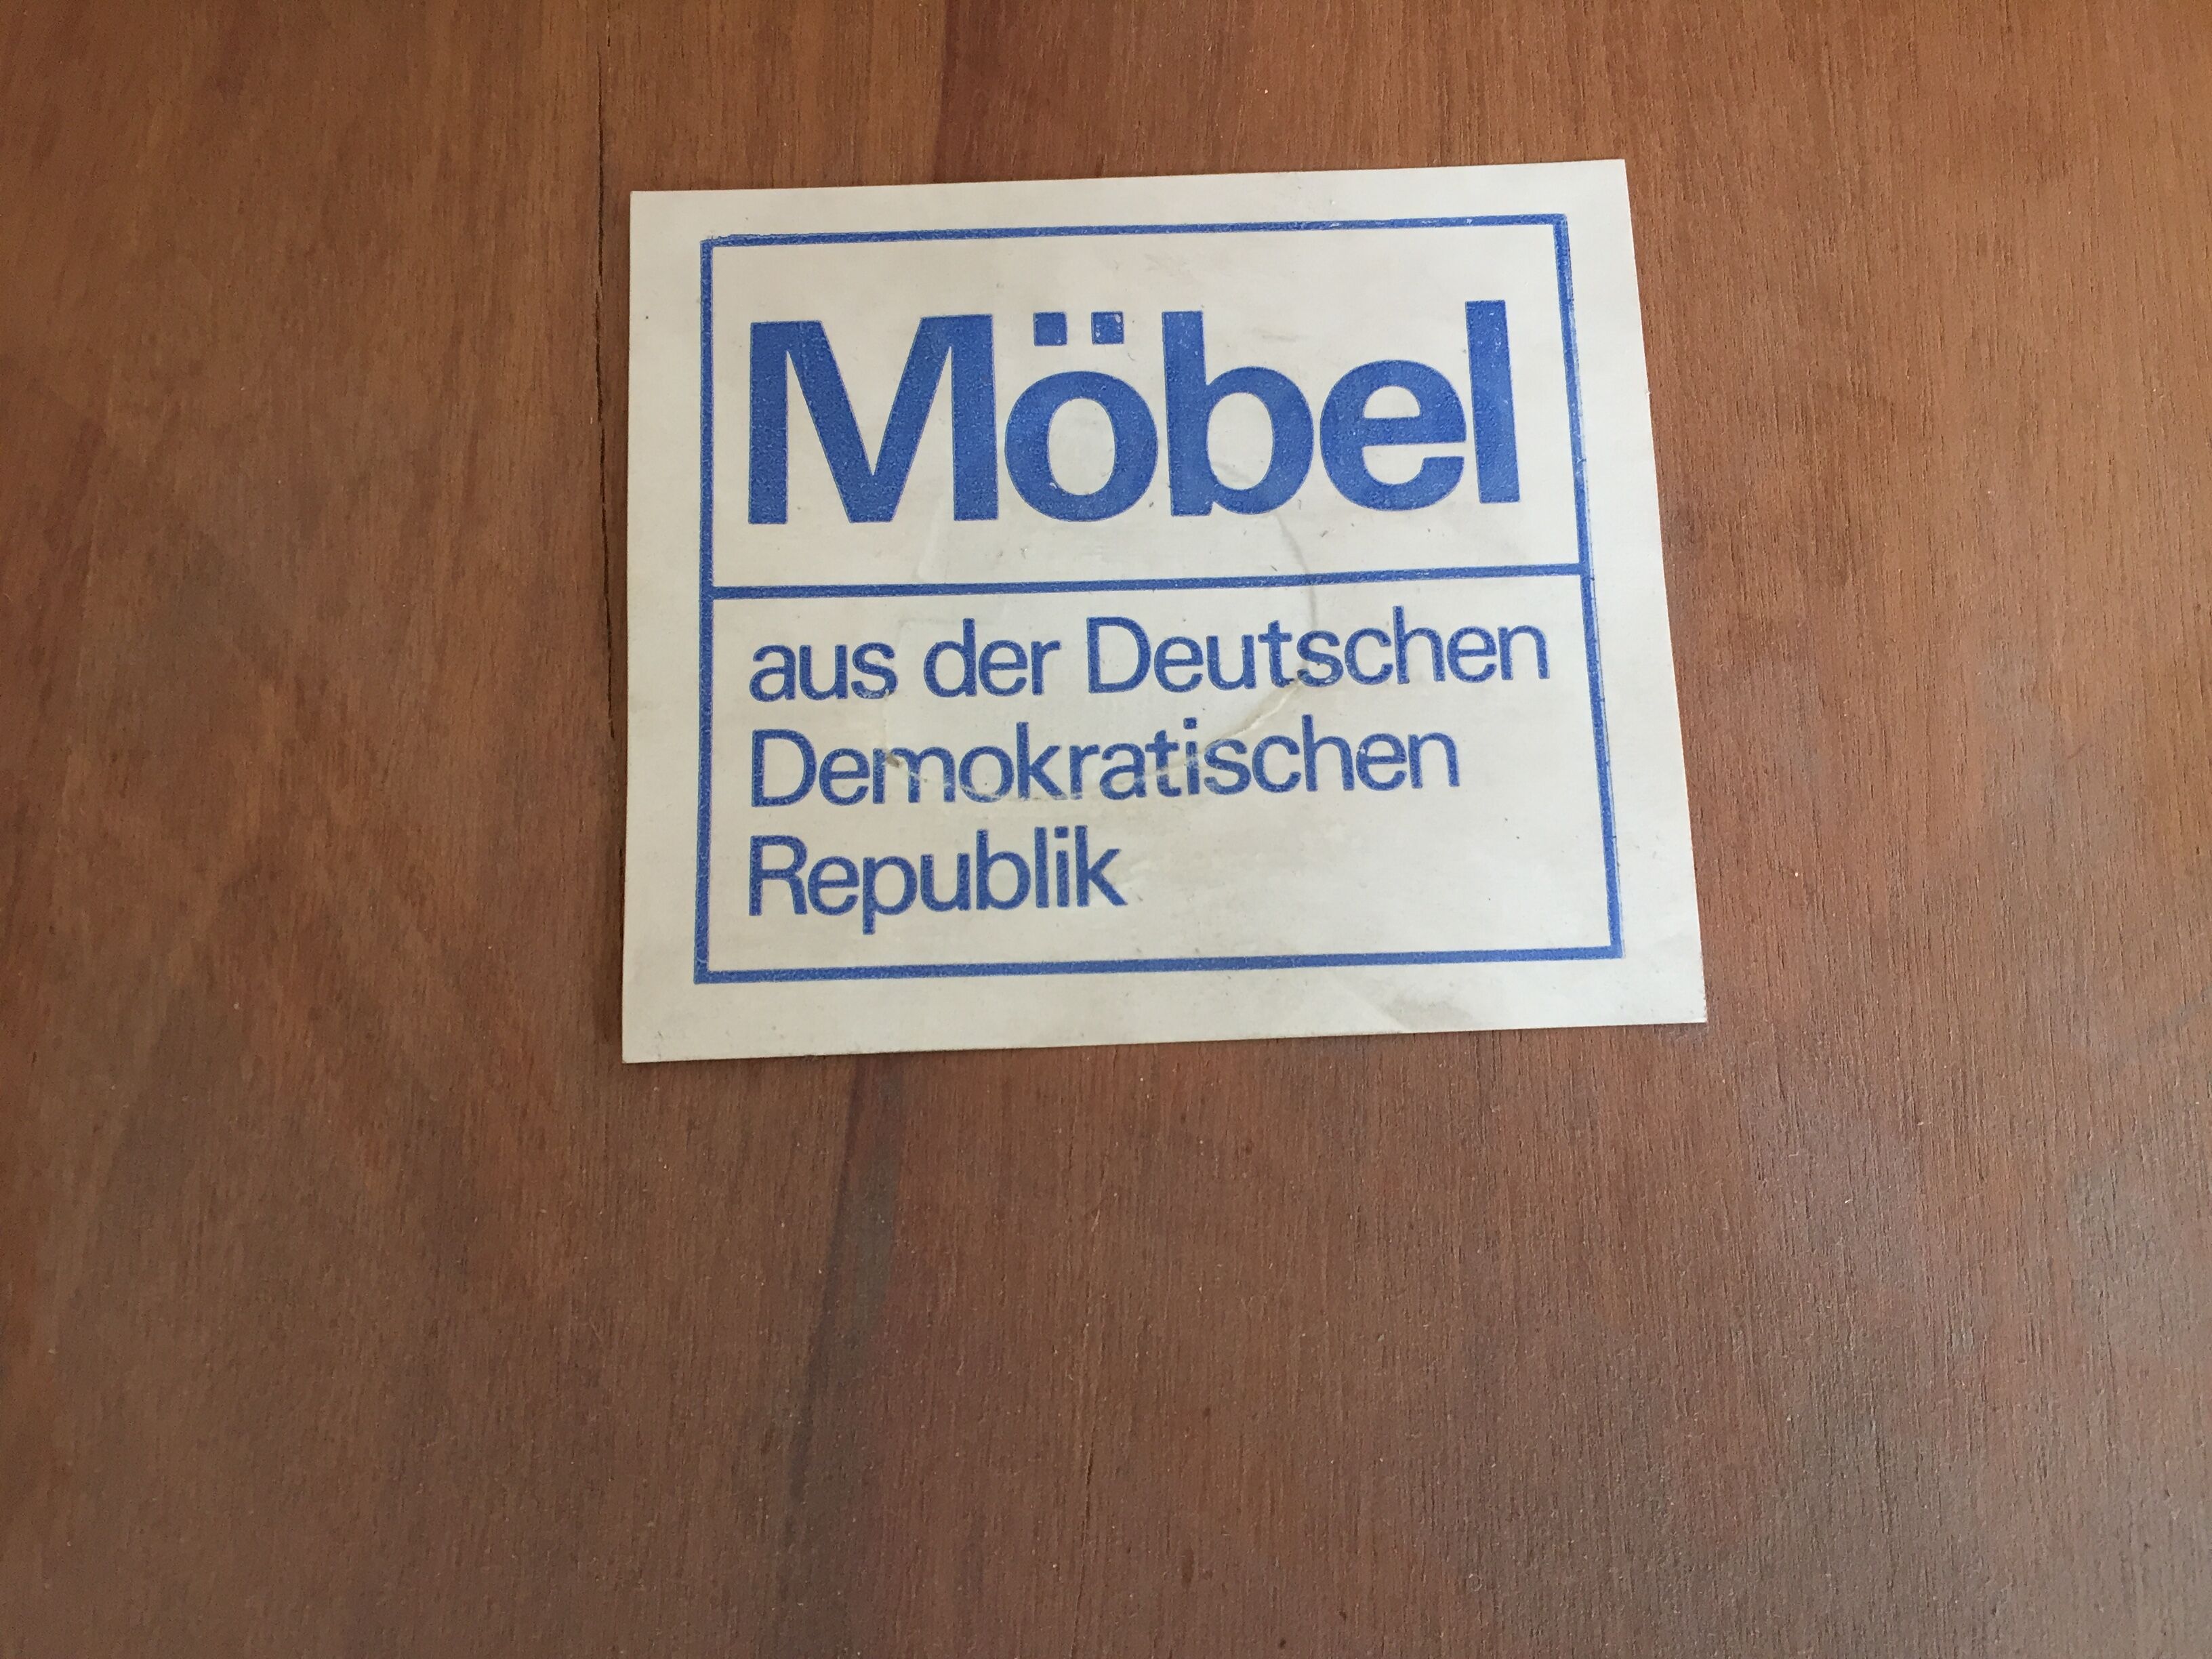 Möbel
aus der Deutschen
Demokratischen
Republik